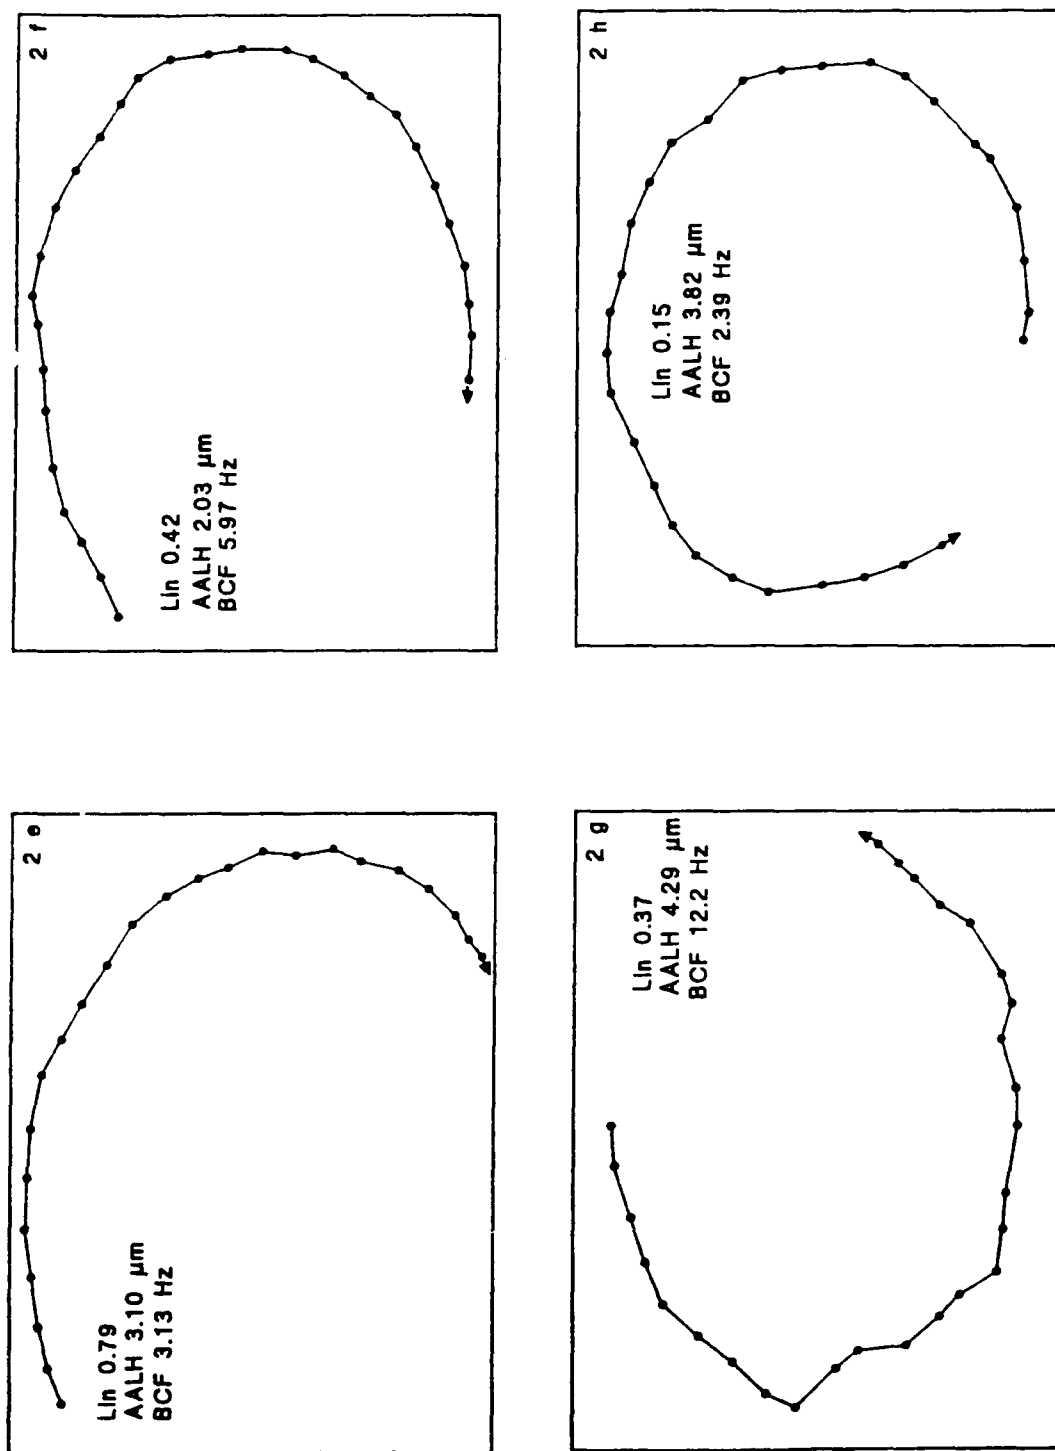 2 e
Lin 0.79
AALH 3.10 μm
BCF 3.13 Hz
2 f
Lin 0.42
AALH 2.03 μm
BCF 5.97 Hz
2 g
Lin 0.37
AALH 4.29 μm
BCF 12.2 Hz
2 h
Lin 0.15
AALH 3.82 μm
BCF 2.39 Hz